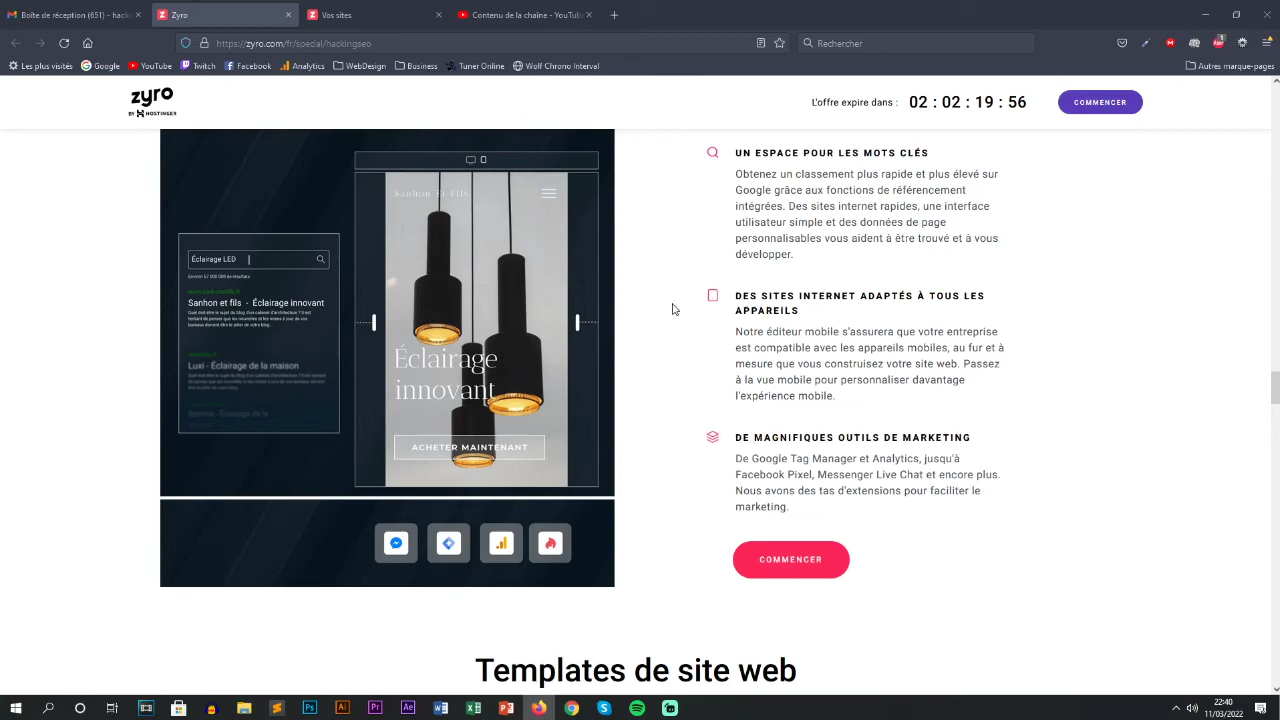 Boîte de réception (651) - hacki
Zyro
Vos sites
Contenu de la chaîne - YouTube
https://zyro.com/fr/special/hackingseo
Rechercher
Les plus visités
Google
YouTube
Twitch
Facebook
Analytics
WebDesign
Business
Tuner Online
Wolf Chrono Interval
Autres marque-pages
zyro
BY HOSTINGER
L'offre expire dans :
02 : 02 : 19 : 56
COMMENCER
Sanhon Et Fils
Éclairage LED
Environ 67 000 000 de résultats
Sanhon et fils - Éclairage innovant
Luxi - Éclairage de la maison
Éclairage
innovant
ACHETER MAINTENANT
UN ESPACE POUR LES MOTS CLÉS
Obtenez un classement plus rapide et plus élevé sur
Google grâce aux fonctions de référencement
intégrées. Des sites internet rapides, une interface
utilisateur simple et des données de page
personnalisables vous aident à être trouvé et à vous
développer.
DES SITES INTERNET ADAPTÉS À TOUS LES
APPAREILS
Notre éditeur mobile s'assurera que votre entreprise
est compatible avec les appareils mobiles, au fur et à
mesure que vous construisez votre site web. Passez
à la vue mobile pour personnaliser davantage
l'expérience mobile.
DE MAGNIFIQUES OUTILS DE MARKETING
De Google Tag Manager et Analytics, jusqu'à
Facebook Pixel, Messenger Live Chat et encore plus.
Nous avons des tas d'extensions pour faciliter le
marketing.
COMMENCER
Templates de site web
22:40
11/03/2022